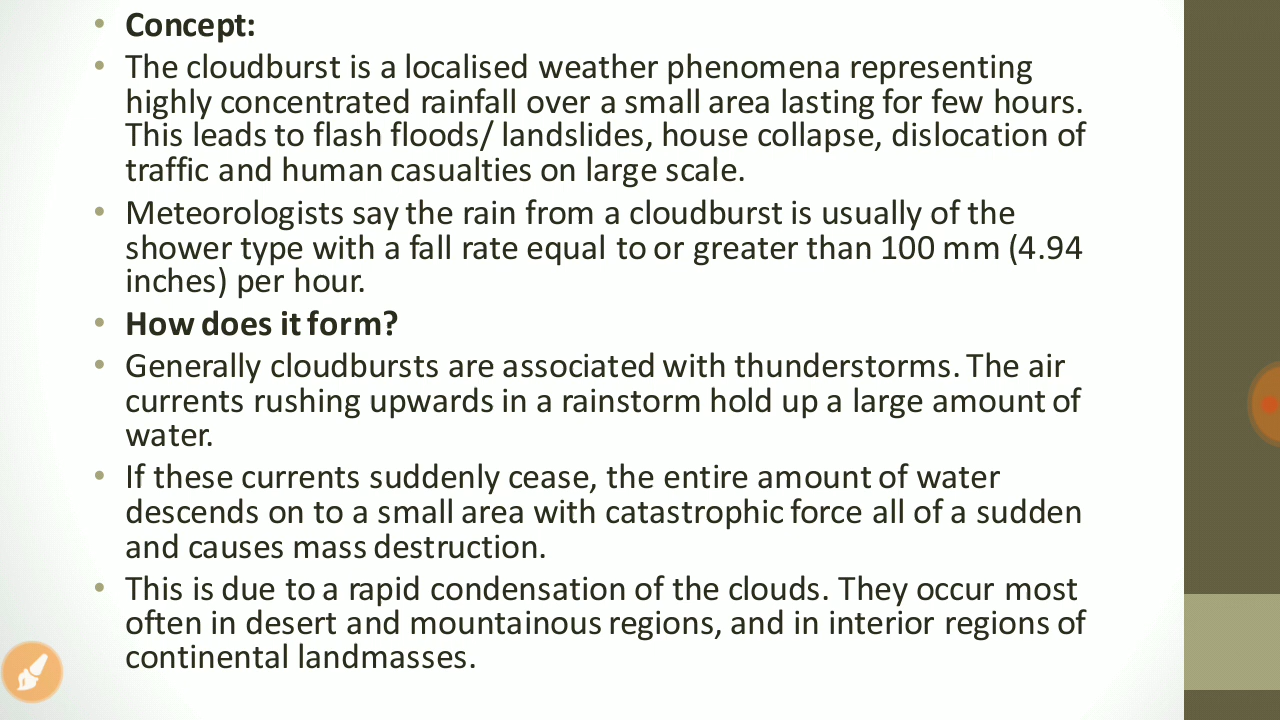 • Concept:
• The cloudburst is a localised weather phenomena representing
highly concentrated rainfall over a small area lasting for few hours.
This leads to flash floods/ landslides, house collapse, dislocation of
traffic and human casualties on large scale.
• Meteorologists say the rain from a cloudburst is usually of the
shower type with a fall rate equal to or greater than 100 mm (4.94
inches) per hour.
• How does it form?
• Generally cloudbursts are associated with thunderstorms. The air
currents rushing upwards in a rainstorm hold up a large amount of
water.
• If these currents suddenly cease, the entire amount of water
descends on to a small area with catastrophic force all of a sudden
and causes mass destruction.
• This is due to a rapid condensation of the clouds. They occur most
often in desert and mountainous regions, and in interior regions of
continental landmasses.